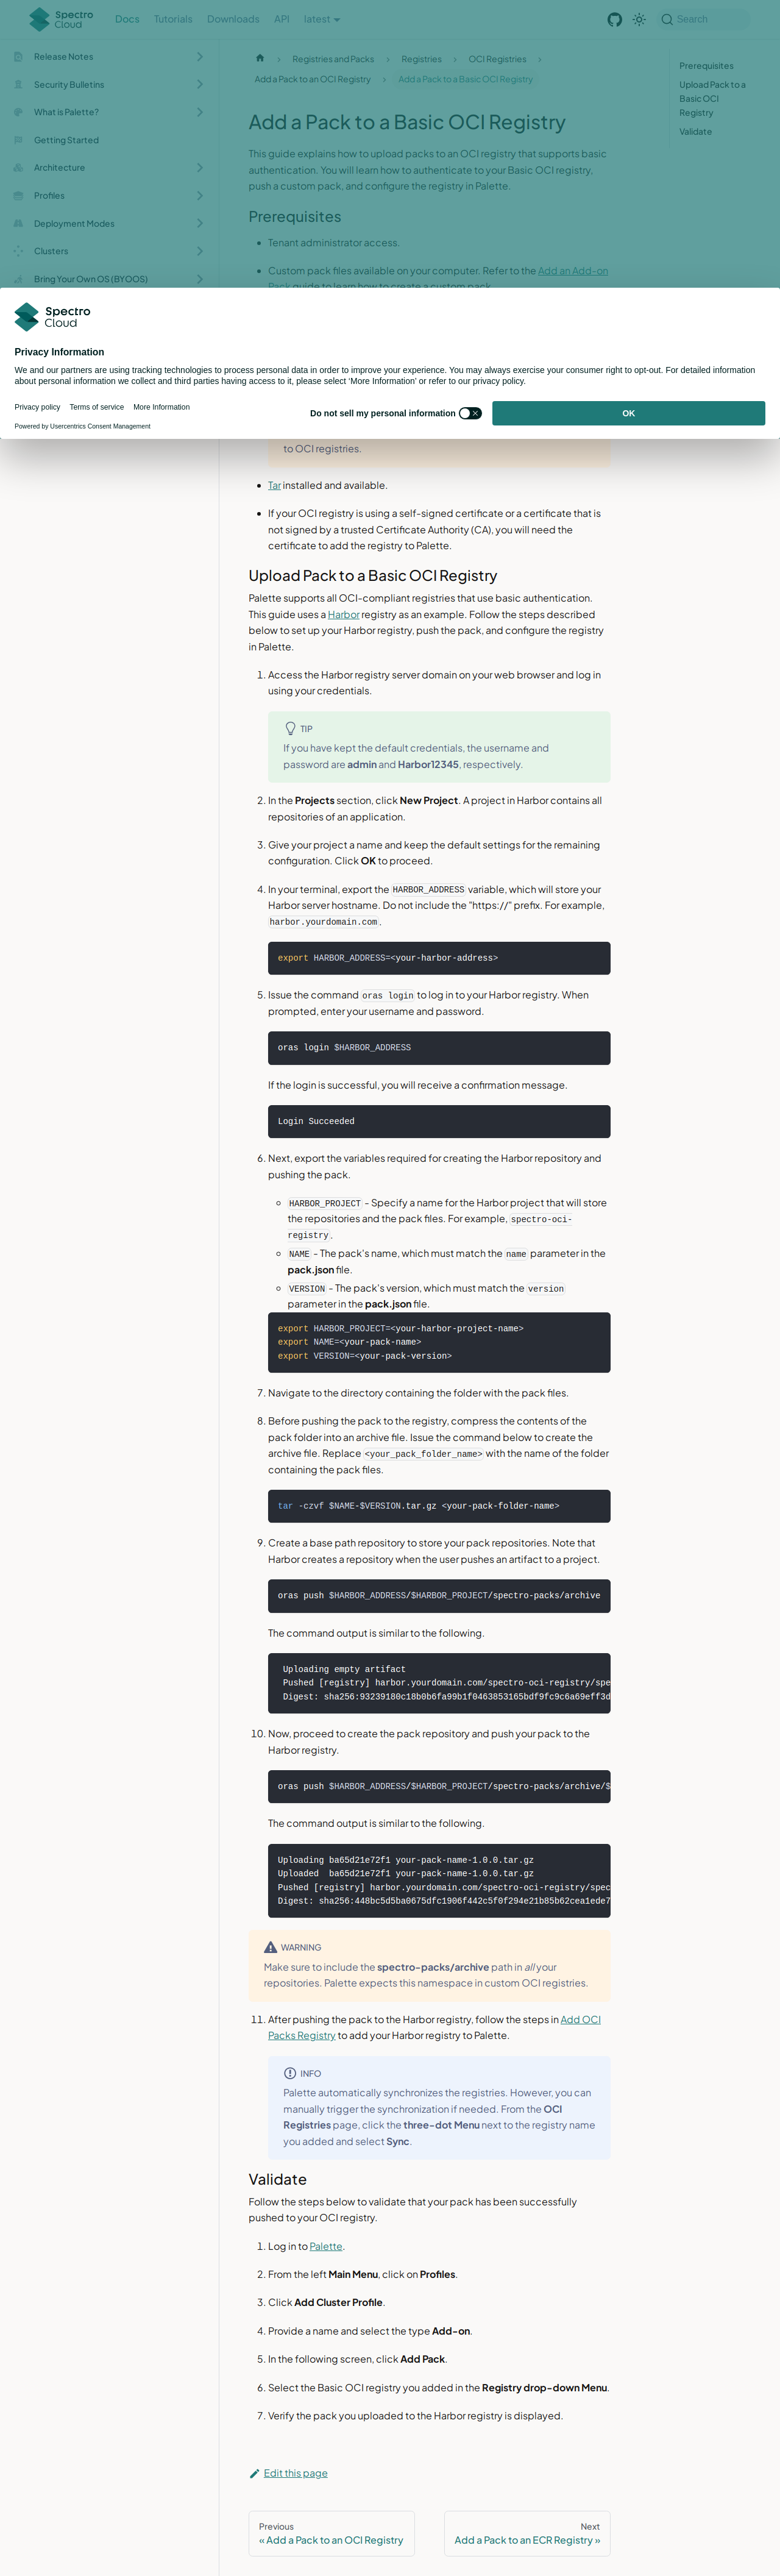 Spectro
Cloud
Docs
Tutorials
Downloads
API
latest
Search
Release Notes
Security Bulletins
What is Palette?
Getting Started
Architecture
Profiles
Deployment Modes
Clusters
Bring Your Own OS (BYOOS)
Registries and Packs
Registries
OCI Registries
Add a Pack to an OCI Registry
Add a Pack to a Basic OCI Registry
Prerequisites
Upload Pack to a
Basic OCI
Registry
Validate
Add a Pack to a Basic OCI Registry
This guide explains how to upload packs to an OCI registry that supports basic
authentication. You will learn how to authenticate to your Basic OCI registry,
push a custom pack, and configure the registry in Palette.
Prerequisites
Tenant administrator access.
Custom pack files available on your computer. Refer to the Add an Add-on
Pack guide to learn how to create a custom pack.
Spectro
Cloud
Privacy Information
We and our partners are using tracking technologies to process personal data in order to improve your experience. You may always exercise your consumer right to opt-out. For detailed information
about personal information we collect and third parties having access to it, please select ‘More Information’ or refer to our privacy policy.
Privacy policy
Terms of service
More Information
Do not sell my personal information
OK
Powered by Usercentrics Consent Management
to OCI registries.
Tar installed and available.
If your OCI registry is using a self-signed certificate or a certificate that is
not signed by a trusted Certificate Authority (CA), you will need the
certificate to add the registry to Palette.
Upload Pack to a Basic OCI Registry
Palette supports all OCI-compliant registries that use basic authentication.
This guide uses a Harbor registry as an example. Follow the steps described
below to set up your Harbor registry, push the pack, and configure the registry
in Palette.
1. Access the Harbor registry server domain on your web browser and log in
using your credentials.
TIP
If you have kept the default credentials, the username and
password are admin and Harbor12345, respectively.
2. In the Projects section, click New Project. A project in Harbor contains all
repositories of an application.
3. Give your project a name and keep the default settings for the remaining
configuration. Click OK to proceed.
4. In your terminal, export the HARBOR_ADDRESS variable, which will store your
Harbor server hostname. Do not include the "https://" prefix. For example,
harbor.yourdomain.com.
export HARBOR_ADDRESS=<your-harbor-address>
5. Issue the command oras login to log in to your Harbor registry. When
prompted, enter your username and password.
oras login $HARBOR_ADDRESS
If the login is successful, you will receive a confirmation message.
Login Succeeded
6. Next, export the variables required for creating the Harbor repository and
pushing the pack.
HARBOR_PROJECT - Specify a name for the Harbor project that will store
the repositories and the pack files. For example, spectro-oci-
registry.
NAME - The pack's name, which must match the name parameter in the
pack.json file.
VERSION - The pack's version, which must match the version
parameter in the pack.json file.
export HARBOR_PROJECT=<your-harbor-project-name>
export NAME=<your-pack-name>
export VERSION=<your-pack-version>
7. Navigate to the directory containing the folder with the pack files.
8. Before pushing the pack to the registry, compress the contents of the
pack folder into an archive file. Issue the command below to create the
archive file. Replace <your_pack_folder_name> with the name of the folder
containing the pack files.
tar -czvf $NAME-$VERSION.tar.gz <your-pack-folder-name>
9. Create a base path repository to store your pack repositories. Note that
Harbor creates a repository when the user pushes an artifact to a project.
oras push $HARBOR_ADDRESS/$HARBOR_PROJECT/spectro-packs/archive
The command output is similar to the following.
Uploading empty artifact
Pushed [registry] harbor.yourdomain.com/spectro-oci-registry/spe
Digest: sha256:93239180c18b0b6fa99b1f0463853165bdf9fc9c6a69eff3d
10. Now, proceed to create the pack repository and push your pack to the
Harbor registry.
oras push $HARBOR_ADDRESS/$HARBOR_PROJECT/spectro-packs/archive/$
The command output is similar to the following.
Uploading ba65d21e72f1 your-pack-name-1.0.0.tar.gz
Uploaded  ba65d21e72f1 your-pack-name-1.0.0.tar.gz
Pushed [registry] harbor.yourdomain.com/spectro-oci-registry/spec
Digest: sha256:448bc5d5ba0675dfc1906f442c5f0f294e21b85b62cea1ede7
WARNING
Make sure to include the spectro-packs/archive path in all your
repositories. Palette expects this namespace in custom OCI registries.
11. After pushing the pack to the Harbor registry, follow the steps in Add OCI
Packs Registry to add your Harbor registry to Palette.
INFO
Palette automatically synchronizes the registries. However, you can
manually trigger the synchronization if needed. From the OCI
Registries page, click the three-dot Menu next to the registry name
you added and select Sync.
Validate
Follow the steps below to validate that your pack has been successfully
pushed to your OCI registry.
1. Log in to Palette.
2. From the left Main Menu, click on Profiles.
3. Click Add Cluster Profile.
4. Provide a name and select the type Add-on.
5. In the following screen, click Add Pack.
6. Select the Basic OCI registry you added in the Registry drop-down Menu.
7. Verify the pack you uploaded to the Harbor registry is displayed.
Edit this page
Previous
« Add a Pack to an OCI Registry
Next
Add a Pack to an ECR Registry »